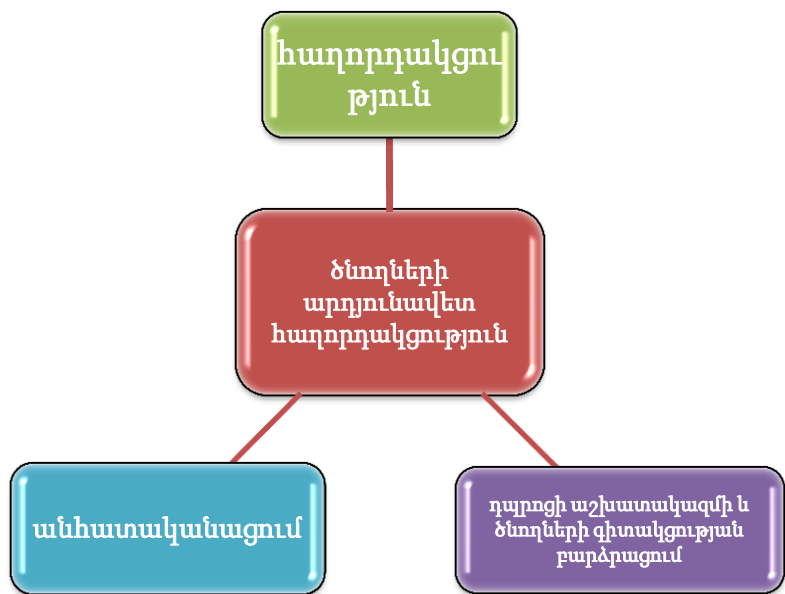 հաղորդակցու
թյուն
ծնողների
արդյունավետ
հաղորդակցություն
անհատականացում
դպրոցի աշխատակազմի և
ծնողների գիտակցության
բարձրացում